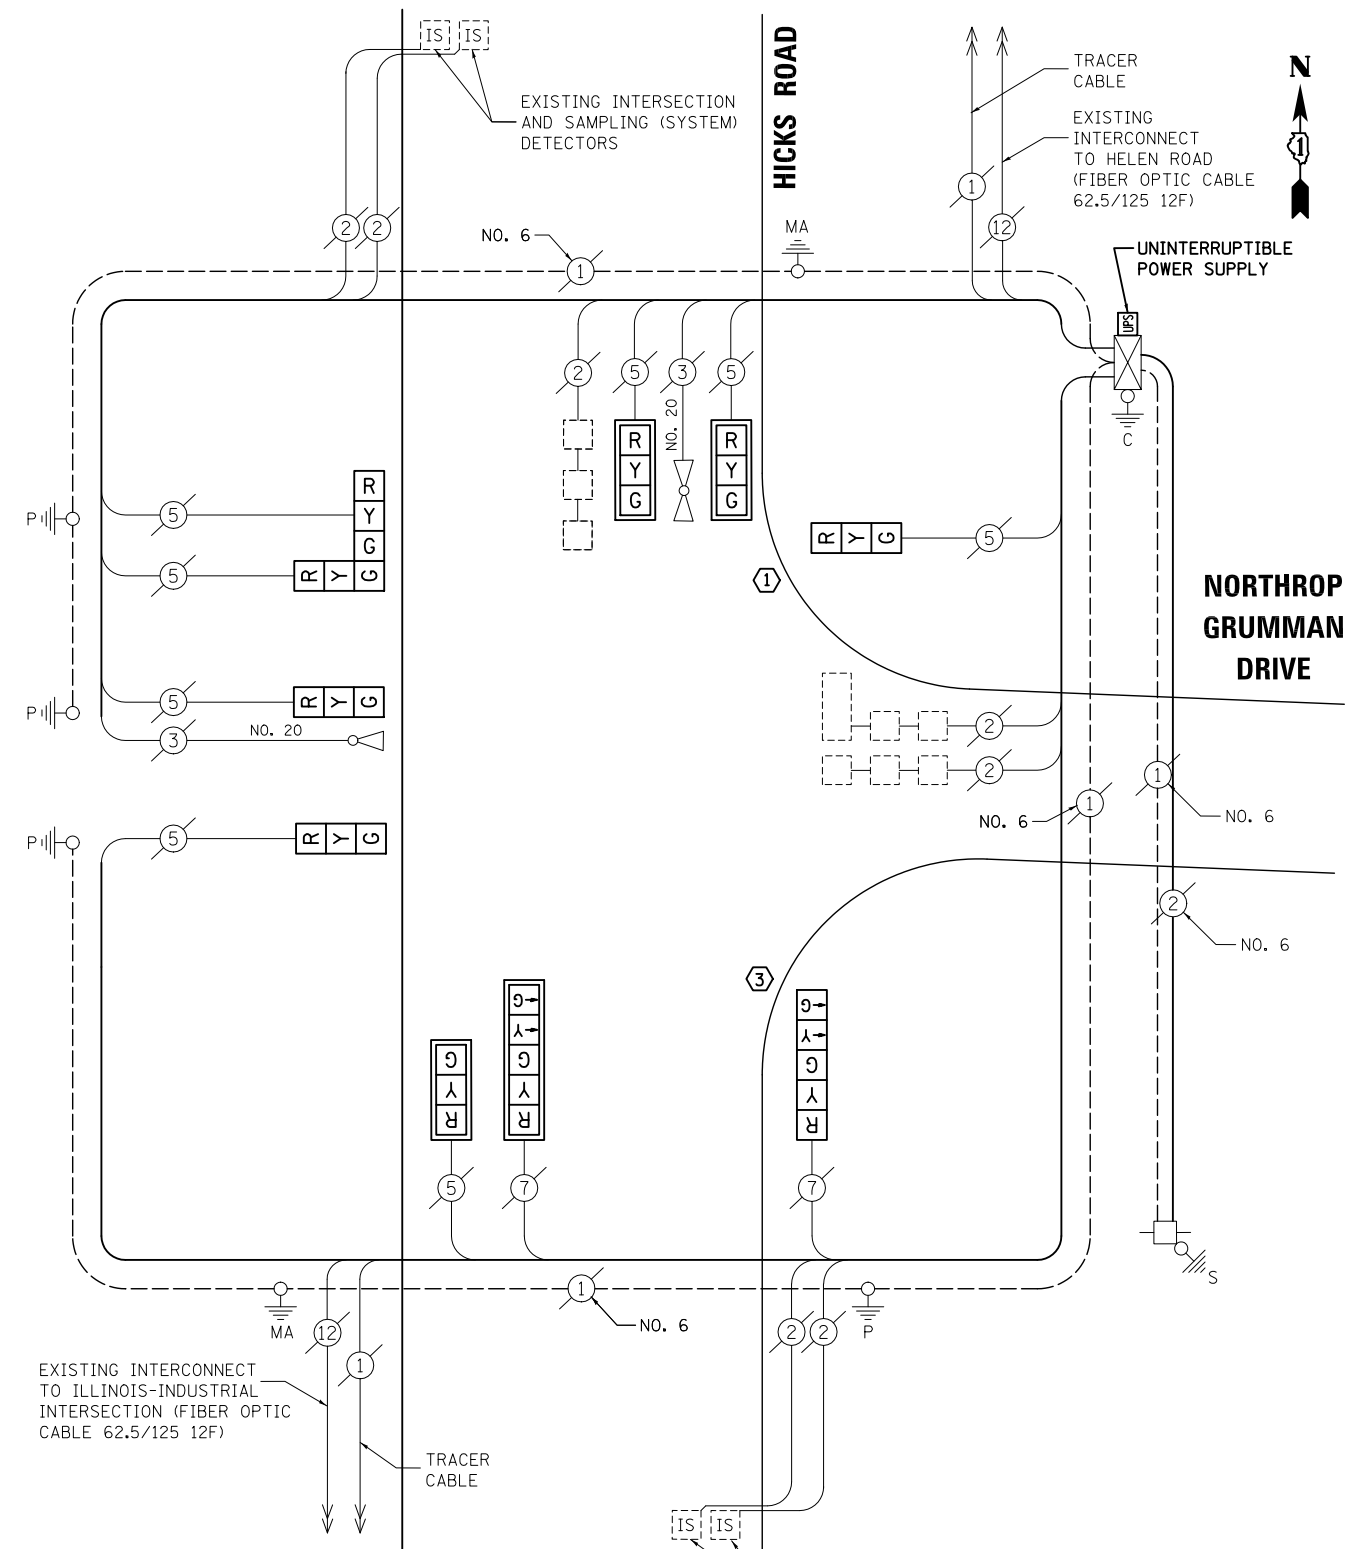 IS IS
HICKS ROAD
TRACER
CABLE
N
1
EXISTING INTERSECTION
AND SAMPLING (SYSTEM)
DETECTORS
EXISTING
INTERCONNECT
TO HELEN ROAD
(FIBER OPTIC CABLE
62.5/125 12F)
1
2 2
12
NO. 6
MA
1
UNINTERRUPTIBLE
POWER SUPPLY
UPS
2 5 3 5
NO. 20
R
Y
G
R
Y
G
C
R
Y
G
P
5
5
R Y G
R Y G
5
1
NORTHROP
GRUMMAN
DRIVE
P
5
R Y G
3
NO. 20
2
2
1
NO. 6
1
NO. 6
P
5
R Y G
2
NO. 6
3
G
Y
G
Y
R
G
Y
R
G
Y
G
Y
R
5 7 7
S
MA
1
NO. 6
P
12
1
2 2
EXISTING INTERCONNECT
TO ILLINOIS-INDUSTRIAL
INTERSECTION (FIBER OPTIC
CABLE 62.5/125 12F)
TRACER
CABLE
IS IS